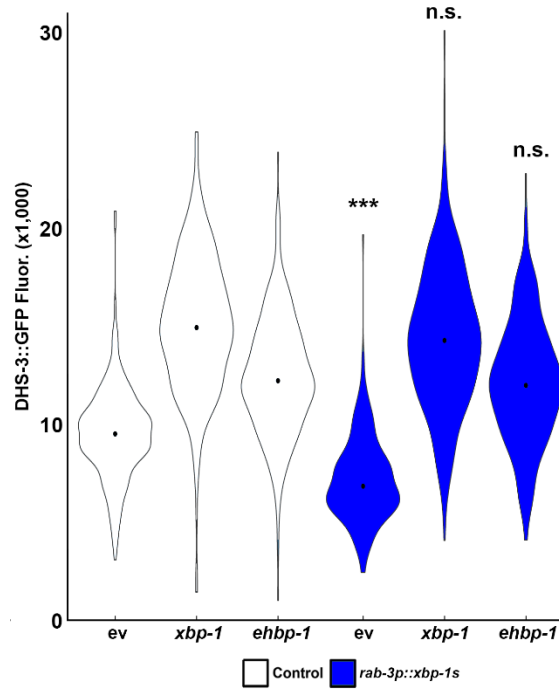 n.s.
30
n.s.
***
20
DHS-3::GFP Fluor. (x1,000)
10
0
ev xbp-1 ehbp-1 ev xbp-1 ehbp-1
Control rab-3p::xbp-1s